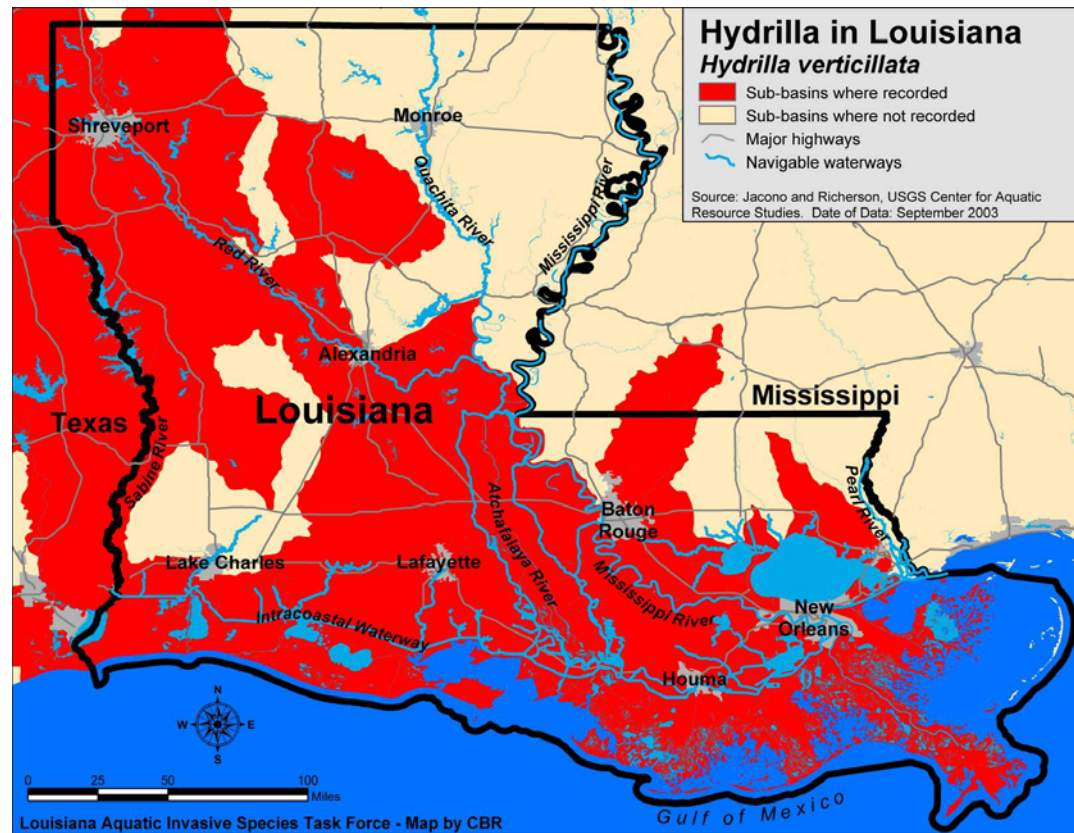 Hydrilla in Louisiana
Hydrilla verticillata
Sub-basins where recorded
Sub-basins where not recorded
Major highways
Navigable waterways
Source: Jacono and Richerson, USGS Center for Aquatic
Resource Studies. Date of Data: September 2003
Shreveport
Monroe
Ouachita River
Mississippi River
Red River
Alexandria
Louisiana
Mississippi
Texas
Sabine River
Pearl River
Atchafalaya River
Baton
Rouge
Lake Charles
Lafayette
Mississippi River
Intracoastal Waterway
New
Orleans
Houma
N
W
E
S
0
25
50
100
Miles
Gulf of Mexico
Louisiana Aquatic Invasive Species Task Force - Map by CBR